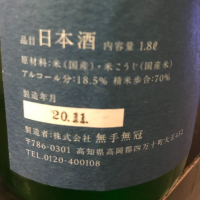 品目 日本酒 内容量 1.8ℓ
原材料：米(国産)・米こうじ(国産米)
アルコール分：18.5% 精米歩合：70%
製造年月
20.11.
製造者：株式会社 無手無冠
〒786-0301 高知県高岡郡四万十町大正452
TEL.0120-400108